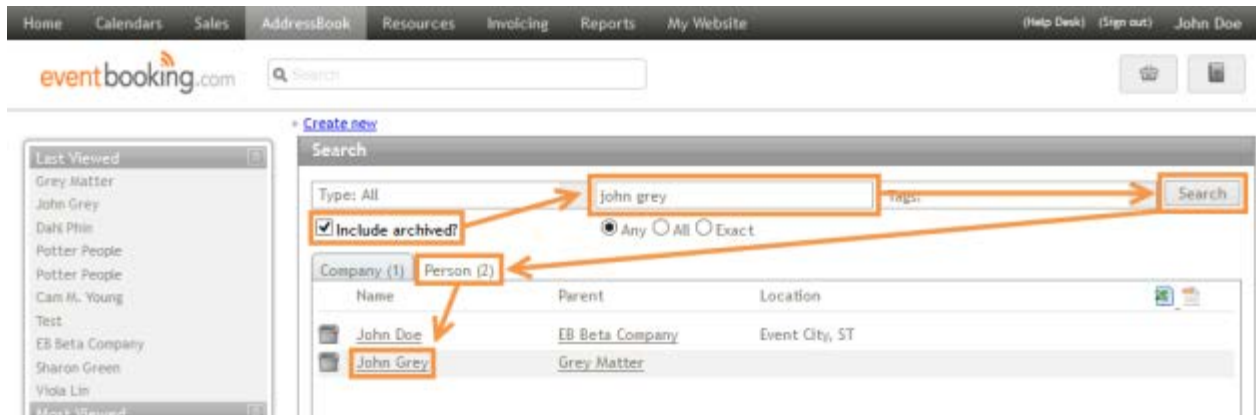 Home Calendars Sales AddressBook Resources Invoicing Reports My Website (Help Desk) (Sign out) John Doe
eventbooking.com Search
Create new
Last Viewed
Grey Matter
John Grey
Dahl Phin
Potter People
Potter People
Cam M. Young
Test
EB Beta Company
Sharon Green
Viola Lin
Most Viewed
Search
Type: All john grey Tags: Search
Include archived? Any All Exact
Company (1) Person (2)
Name Parent Location
John Doe EB Beta Company Event City, ST
John Grey Grey Matter